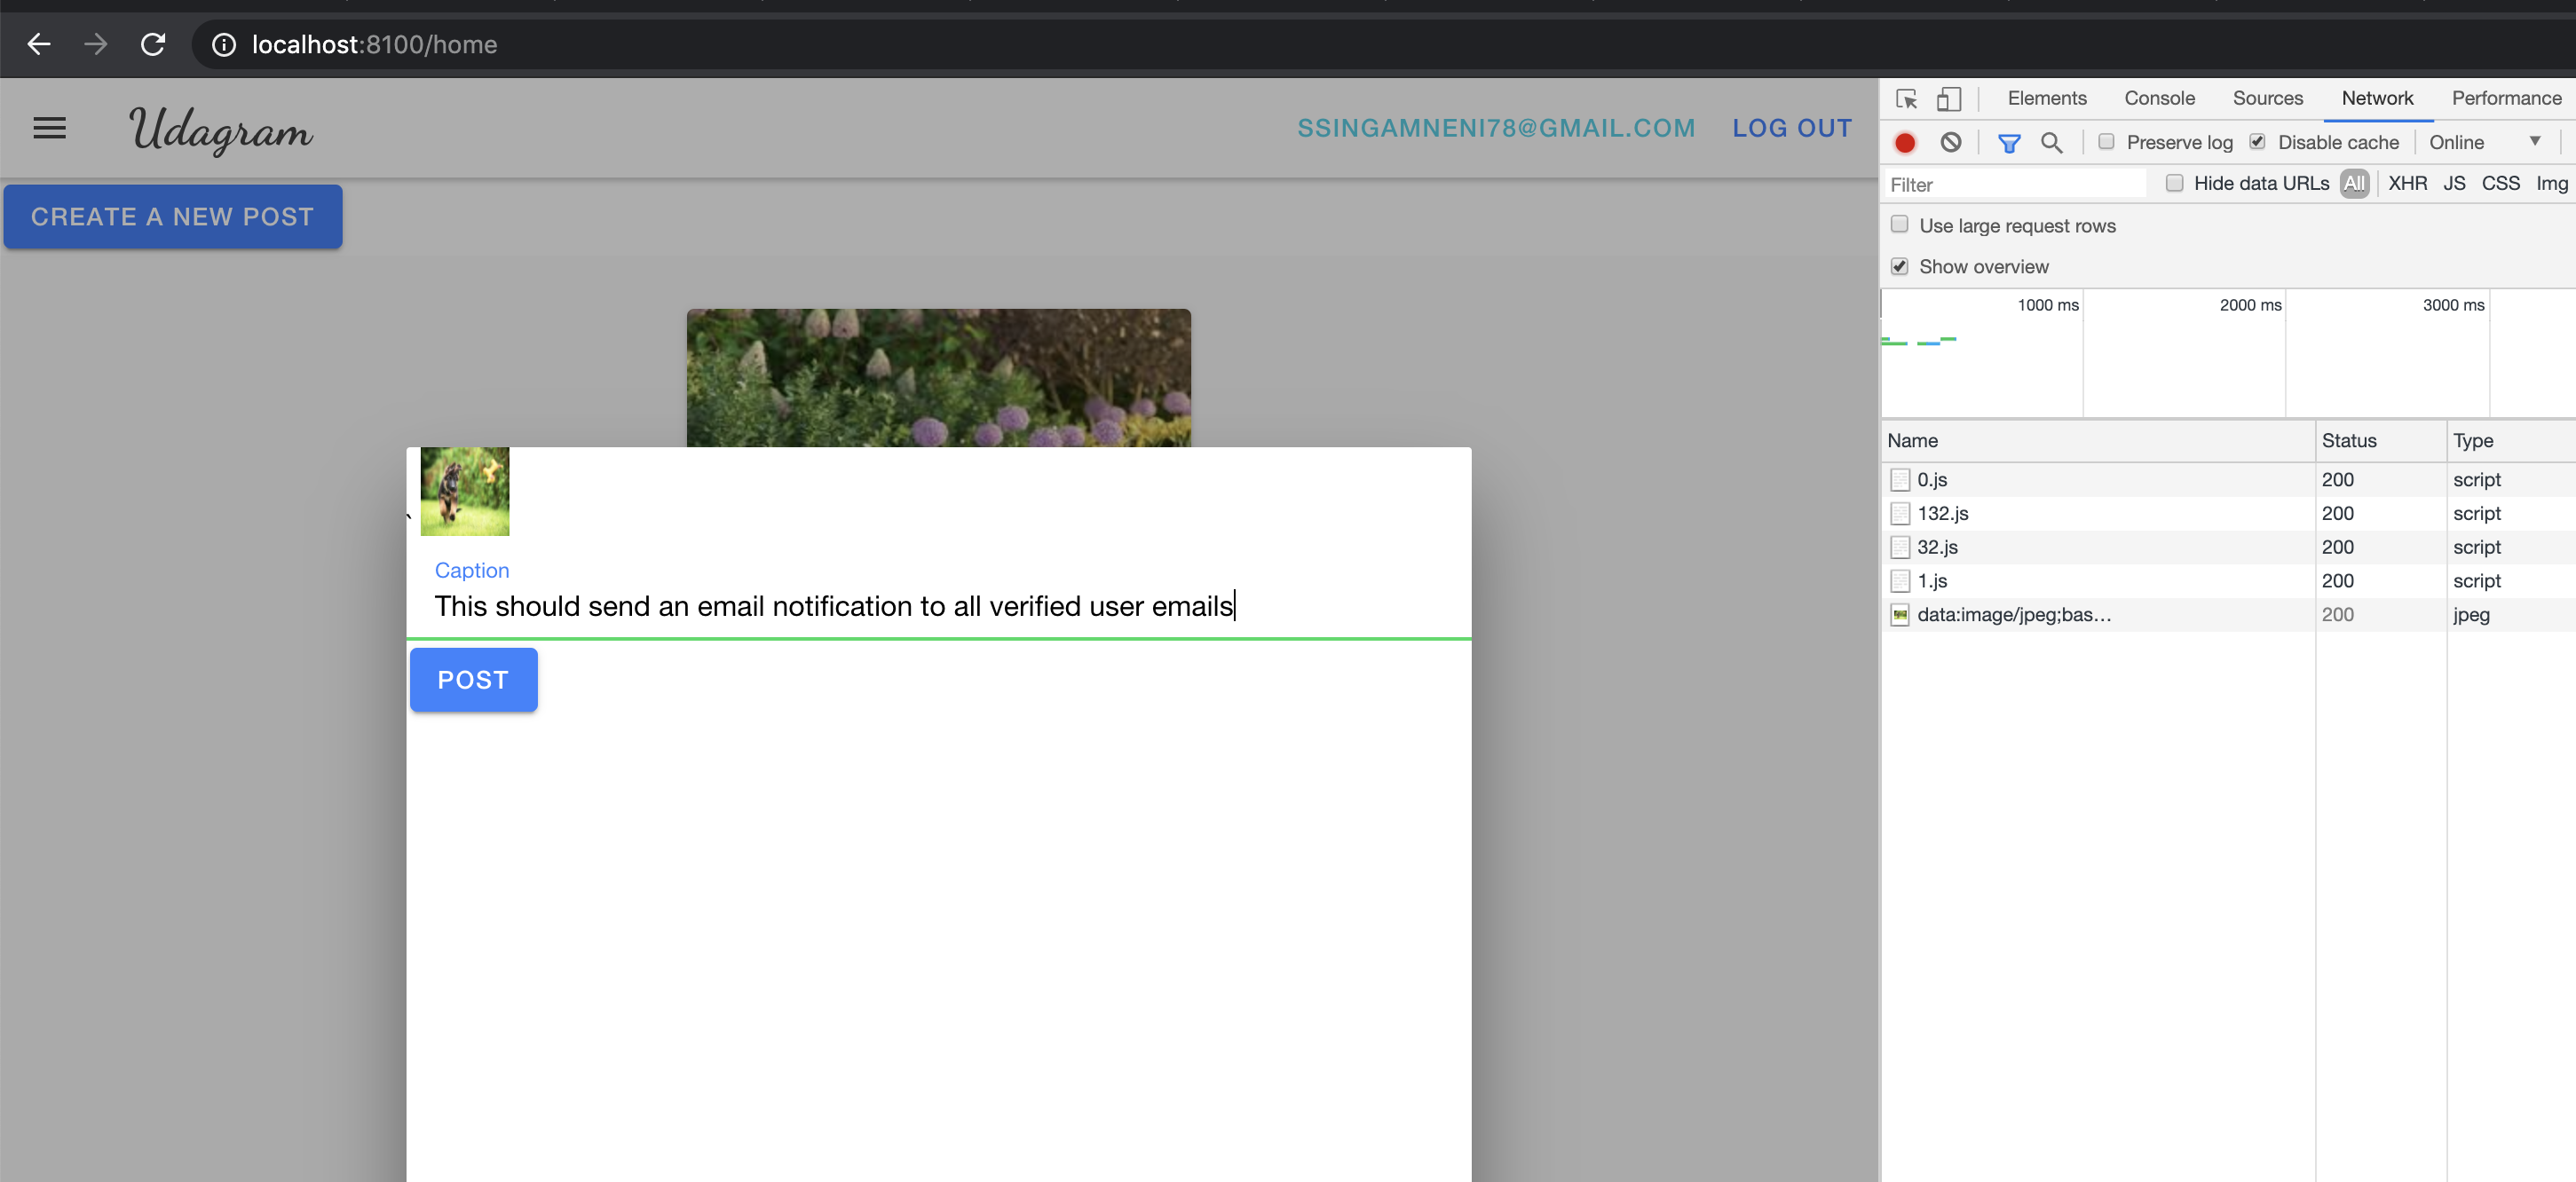 localhost:8100/home
Udagram
SSINGAMNENI78@GMAIL.COM LOG OUT
CREATE A NEW POST
`
Caption
This should send an email notification to all verified user emails
POST
Elements Console Sources Network Performance
Preserve log Disable cache Online
Filter Hide data URLs All XHR JS CSS Img
Use large request rows
Show overview
1000 ms 2000 ms 3000 ms
Name Status Type
0.js 200 script
132.js 200 script
32.js 200 script
1.js 200 script
data:image/jpeg;bas… 200 jpeg